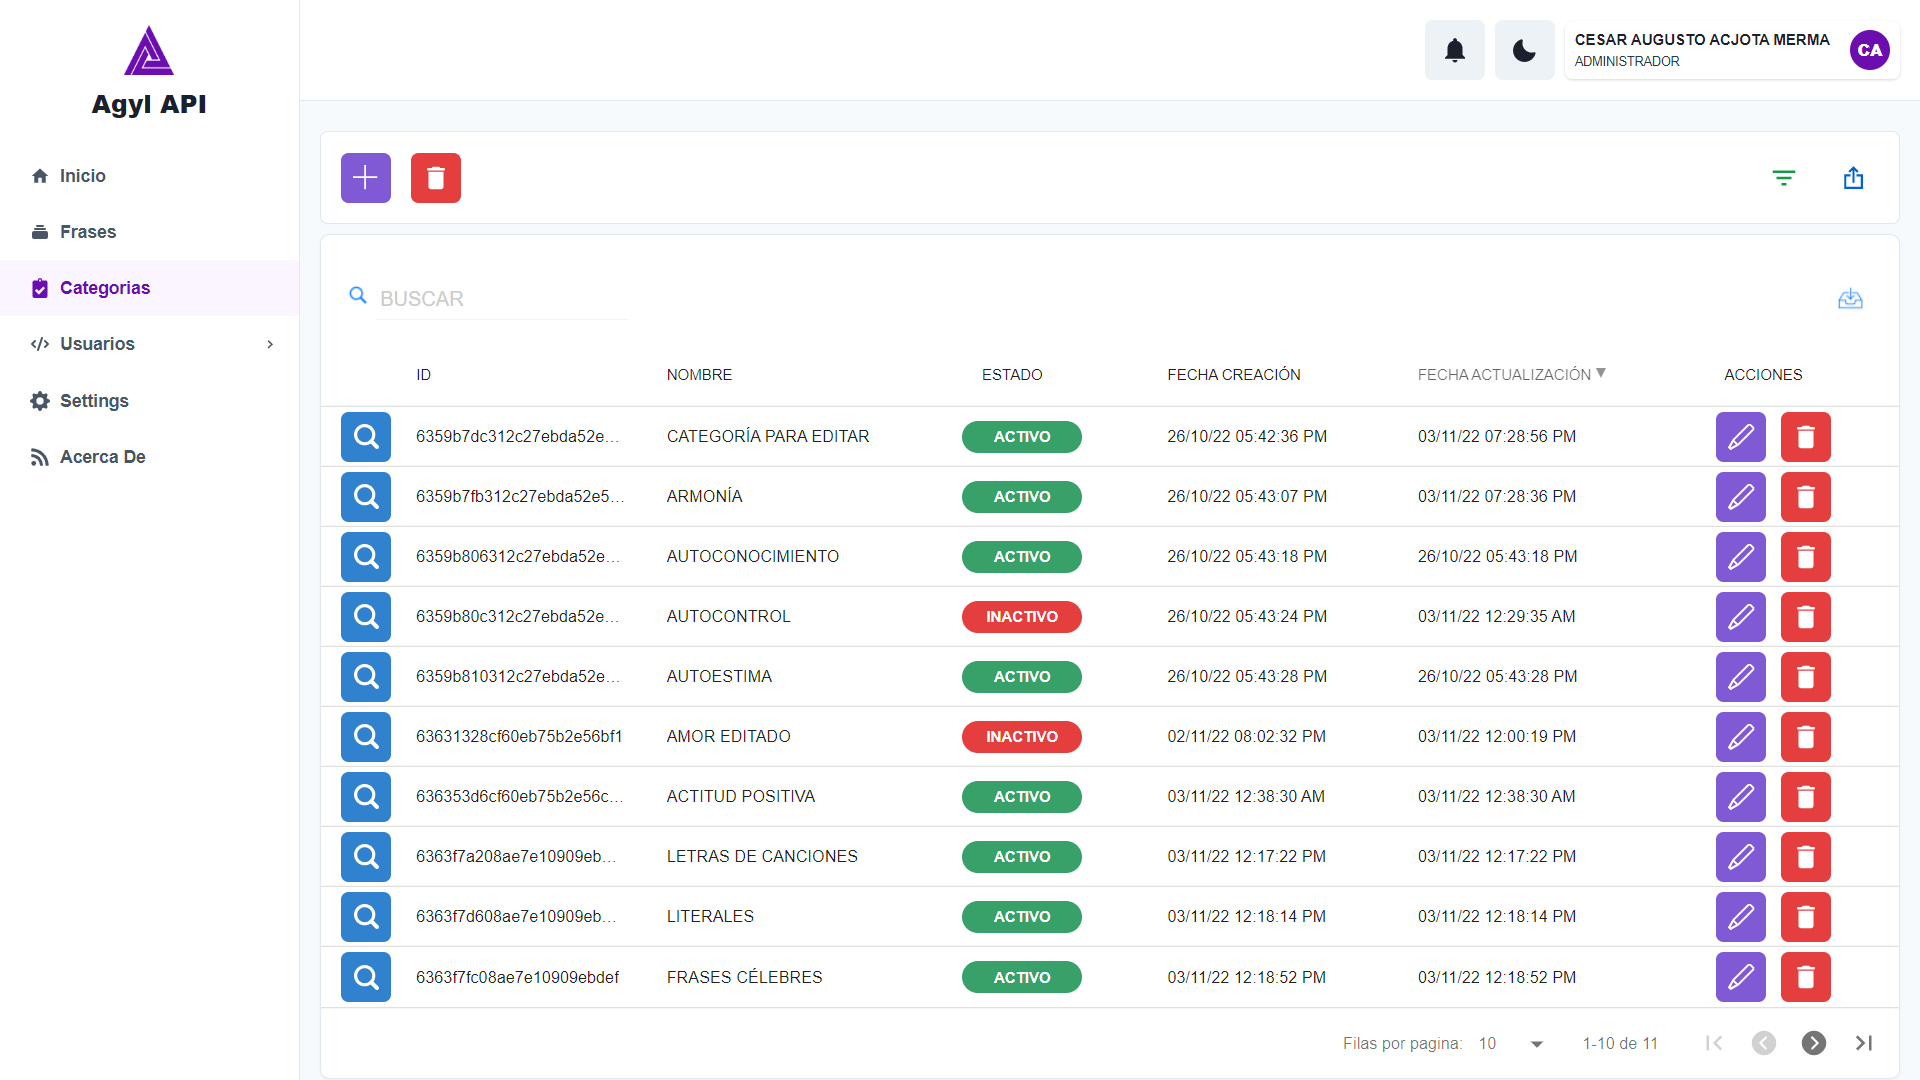 Agyl API
Inicio
Frases
Categorias
Usuarios
Settings
Acerca De
CESAR AUGUSTO ACJOTA MERMA
ADMINISTRADOR
CA
BUSCAR
ID NOMBRE ESTADO FECHA CREACIÓN FECHA ACTUALIZACIÓN ACCIONES
6359b7dc312c27ebda52e... CATEGORÍA PARA EDITAR ACTIVO 26/10/22 05:42:36 PM 03/11/22 07:28:56 PM
6359b7fb312c27ebda52e5... ARMONÍA ACTIVO 26/10/22 05:43:07 PM 03/11/22 07:28:36 PM
6359b806312c27ebda52e... AUTOCONOCIMIENTO ACTIVO 26/10/22 05:43:18 PM 26/10/22 05:43:18 PM
6359b80c312c27ebda52e... AUTOCONTROL INACTIVO 26/10/22 05:43:24 PM 03/11/22 12:29:35 AM
6359b810312c27ebda52e... AUTOESTIMA ACTIVO 26/10/22 05:43:28 PM 26/10/22 05:43:28 PM
63631328cf60eb75b2e56bf1 AMOR EDITADO INACTIVO 02/11/22 08:02:32 PM 03/11/22 12:00:19 PM
636353d6cf60eb75b2e56c... ACTITUD POSITIVA ACTIVO 03/11/22 12:38:30 AM 03/11/22 12:38:30 AM
6363f7a208ae7e10909eb... LETRAS DE CANCIONES ACTIVO 03/11/22 12:17:22 PM 03/11/22 12:17:22 PM
6363f7d608ae7e10909eb... LITERALES ACTIVO 03/11/22 12:18:14 PM 03/11/22 12:18:14 PM
6363f7fc08ae7e10909ebdef FRASES CÉLEBRES ACTIVO 03/11/22 12:18:52 PM 03/11/22 12:18:52 PM
Filas por pagina: 10 1-10 de 11